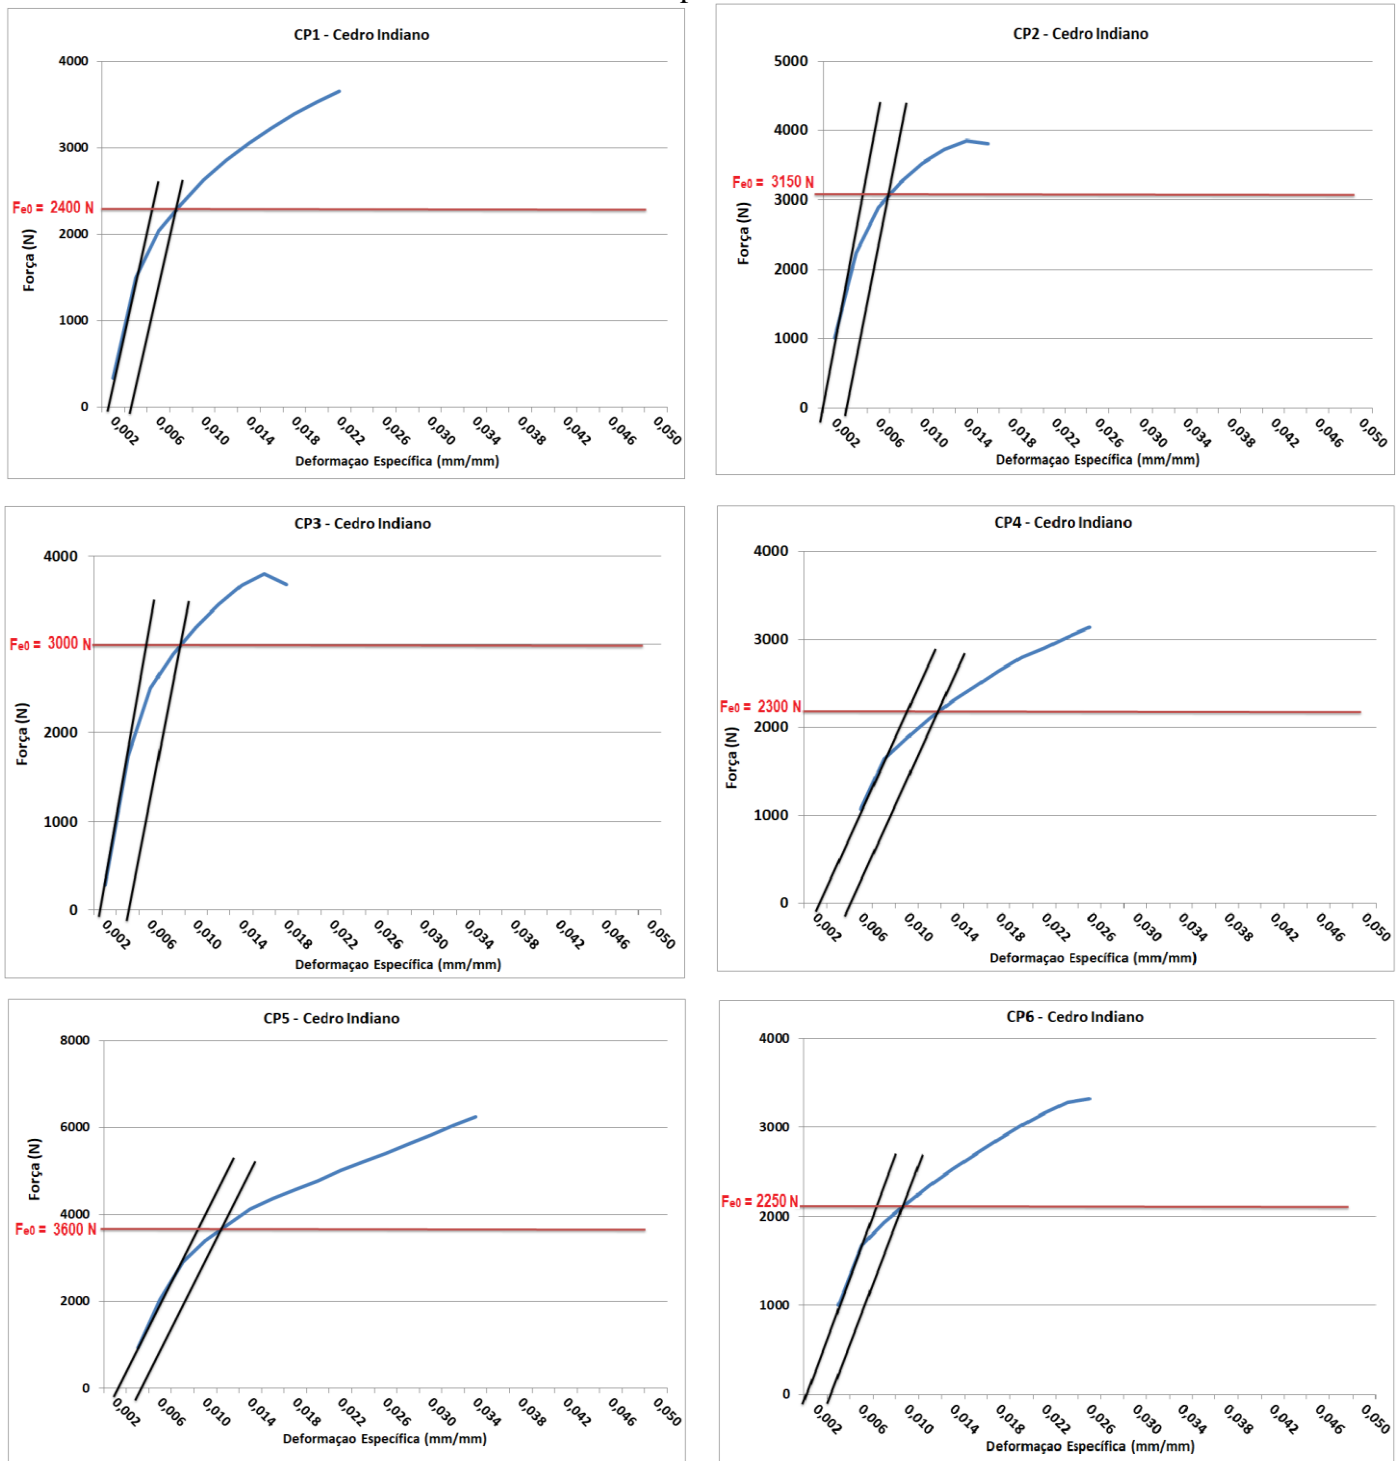 CP1 - Cedro Indiano
4000
3000
Fe0 = 2400 N
2000
1000
0
Força (N)
0,002 0,006 0,010 0,014 0,018 0,022 0,026 0,030 0,034 0,038 0,042 0,046 0,050
Deformaçao Específica (mm/mm)
CP2 - Cedro Indiano
5000
4000
Fe0 = 3150 N
3000
2000
1000
0
Força (N)
0,002 0,006 0,010 0,014 0,018 0,022 0,026 0,030 0,034 0,038 0,042 0,046 0,050
Deformaçao Específica (mm/mm)
CP3 - Cedro Indiano
4000
Fe0 = 3000 N
2000
1000
0
Força (N)
0,002 0,006 0,010 0,014 0,018 0,022 0,026 0,030 0,034 0,038 0,042 0,046 0,050
Deformaçao Específica (mm/mm)
CP4 - Cedro Indiano
4000
3000
Fe0 = 2300 N
2000
1000
0
Força (N)
0,002 0,006 0,010 0,014 0,018 0,022 0,026 0,030 0,034 0,038 0,042 0,046 0,050
Deformaçao Específica (mm/mm)
CP5 - Cedro Indiano
8000
6000
4000
Fe0 = 3600 N
2000
0
Força (N)
0,002 0,006 0,010 0,014 0,018 0,022 0,026 0,030 0,034 0,038 0,042 0,046 0,050
Deformaçao Específica (mm/mm)
CP6 - Cedro Indiano
4000
3000
Fe0 = 2250 N
2000
1000
0
Força (N)
0,002 0,006 0,010 0,014 0,018 0,022 0,026 0,030 0,034 0,038 0,042 0,046 0,050
Deformaçao Específica (mm/mm)